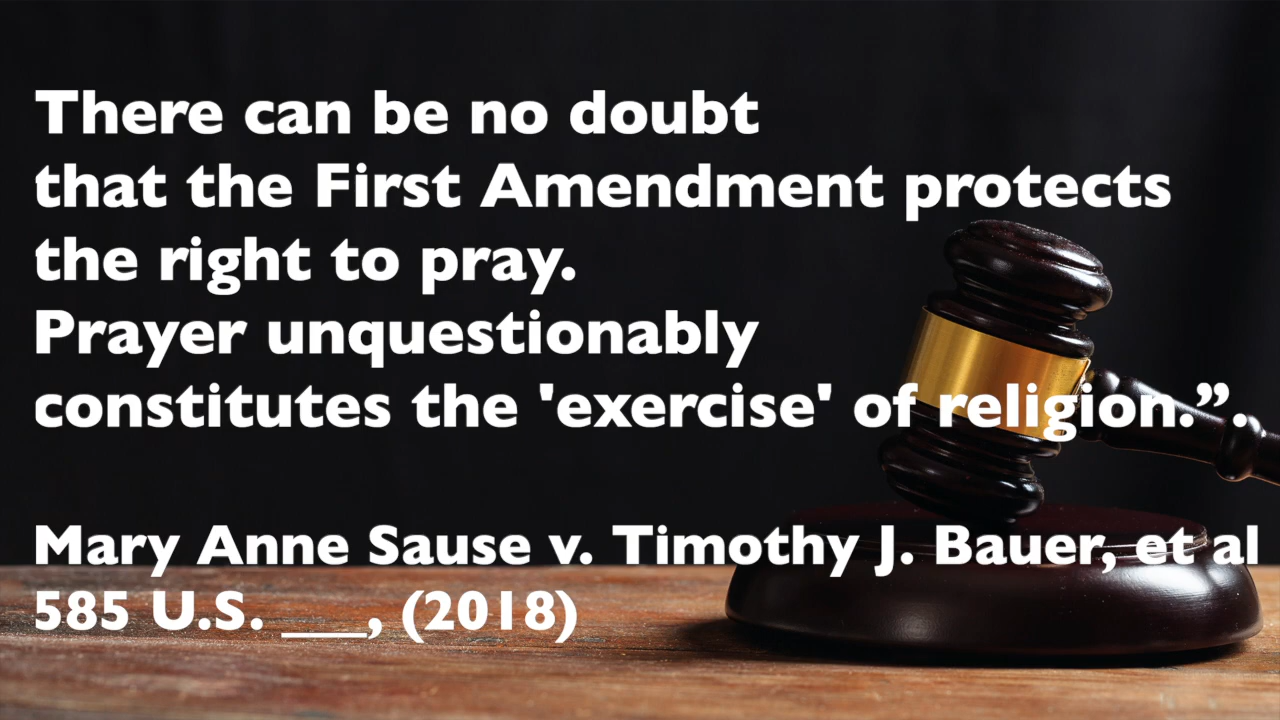 There can be no doubt
that the First Amendment protects
the right to pray.
Prayer unquestionably
constitutes the 'exercise' of religion.”.
Mary Anne Sause v. Timothy J. Bauer, et al
585 U.S. ___, (2018)